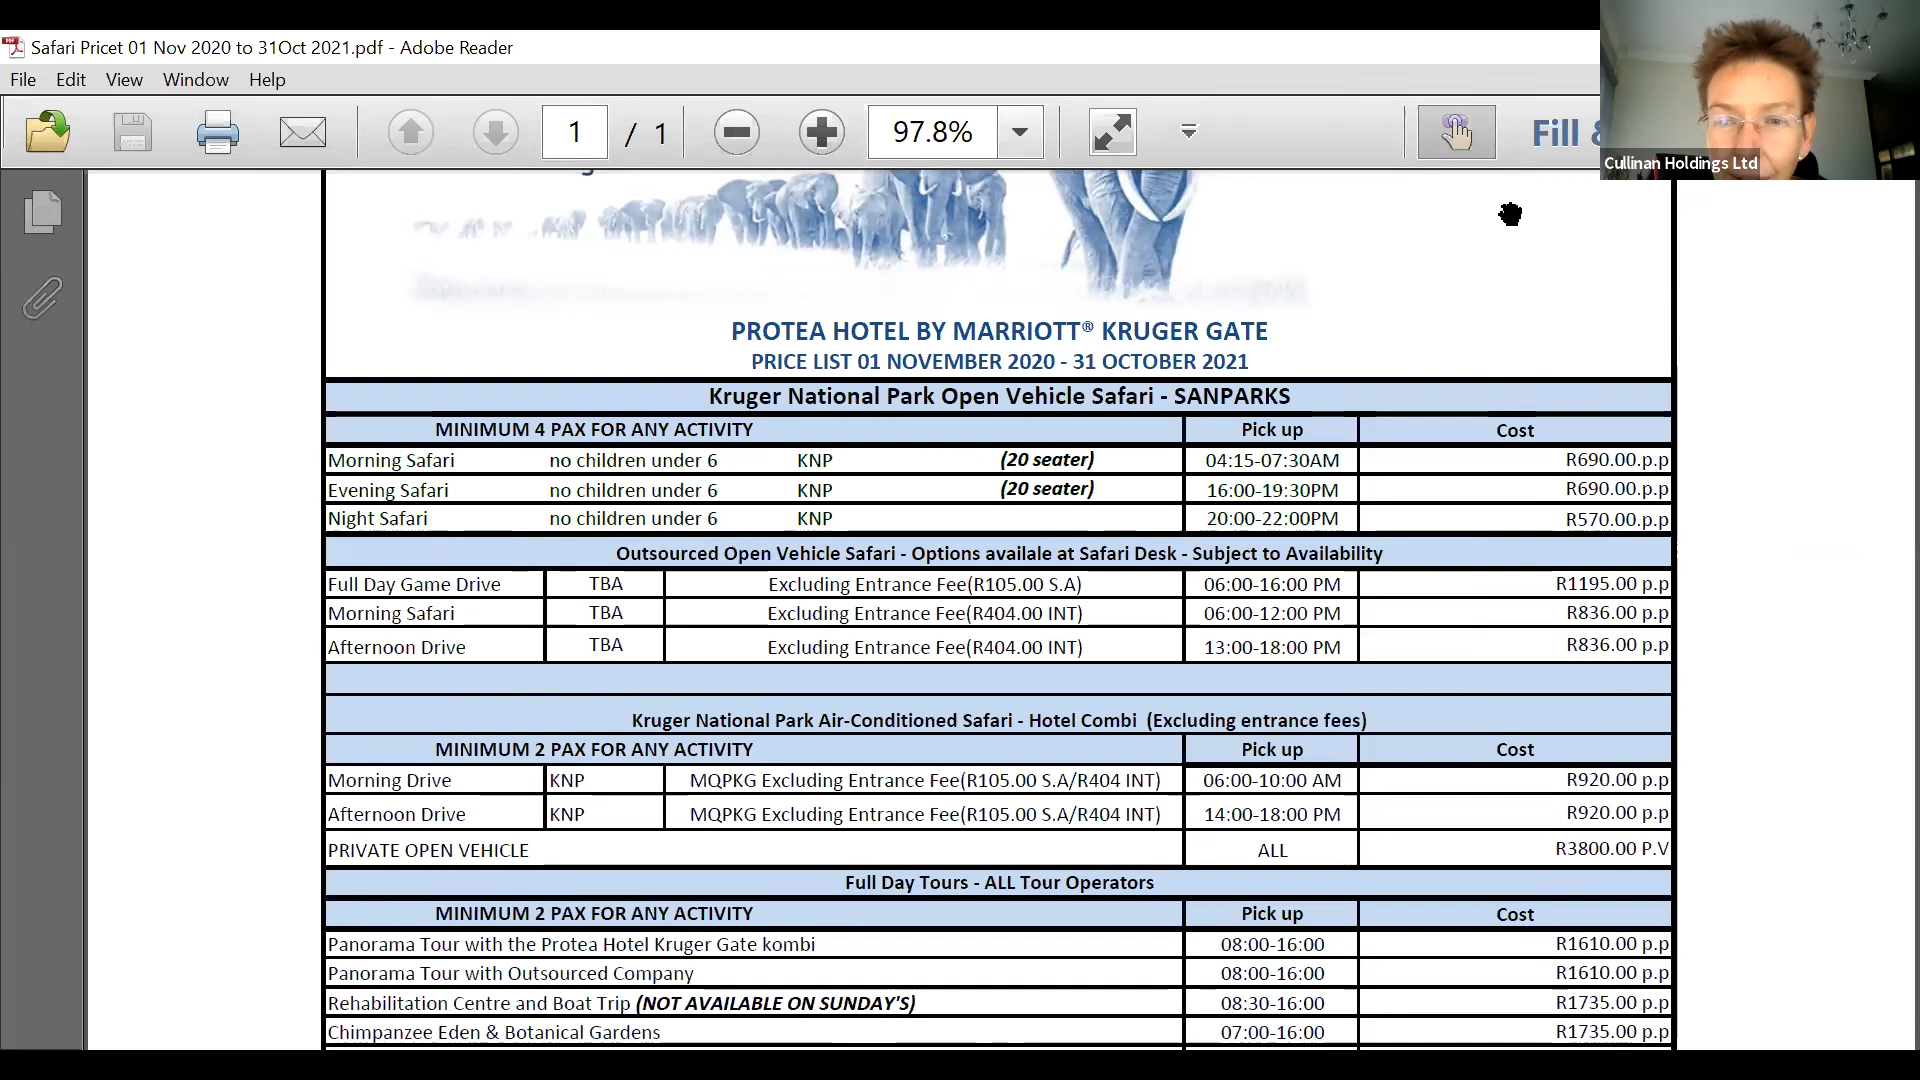 Safari Pricet 01 Nov 2020 to 31Oct 2021.pdf - Adobe Reader
File Edit View Window Help
1 / 1 97.8% Fill &
Cullinan Holdings Ltd
PROTEA HOTEL BY MARRIOTT® KRUGER GATE
PRICE LIST 01 NOVEMBER 2020 - 31 OCTOBER 2021
Kruger National Park Open Vehicle Safari - SANPARKS
MINIMUM 4 PAX FOR ANY ACTIVITY Pick up Cost
Morning Safari no children under 6 KNP (20 seater) 04:15-07:30AM R690.00.p.p
Evening Safari no children under 6 KNP (20 seater) 16:00-19:30PM R690.00.p.p
Night Safari no children under 6 KNP 20:00-22:00PM R570.00.p.p
Outsourced Open Vehicle Safari - Options availale at Safari Desk - Subject to Availability
Full Day Game Drive TBA Excluding Entrance Fee(R105.00 S.A) 06:00-16:00 PM R1195.00 p.p
Morning Safari TBA Excluding Entrance Fee(R404.00 INT) 06:00-12:00 PM R836.00 p.p
Afternoon Drive TBA Excluding Entrance Fee(R404.00 INT) 13:00-18:00 PM R836.00 p.p
Kruger National Park Air-Conditioned Safari - Hotel Combi (Excluding entrance fees)
MINIMUM 2 PAX FOR ANY ACTIVITY Pick up Cost
Morning Drive KNP MQPKG Excluding Entrance Fee(R105.00 S.A/R404 INT) 06:00-10:00 AM R920.00 p.p
Afternoon Drive KNP MQPKG Excluding Entrance Fee(R105.00 S.A/R404 INT) 14:00-18:00 PM R920.00 p.p
PRIVATE OPEN VEHICLE ALL R3800.00 P.V
Full Day Tours - ALL Tour Operators
MINIMUM 2 PAX FOR ANY ACTIVITY Pick up Cost
Panorama Tour with the Protea Hotel Kruger Gate kombi 08:00-16:00 R1610.00 p.p
Panorama Tour with Outsourced Company 08:00-16:00 R1610.00 p.p
Rehabilitation Centre and Boat Trip (NOT AVAILABLE ON SUNDAY'S) 08:30-16:00 R1735.00 p.p
Chimpanzee Eden & Botanical Gardens 07:00-16:00 R1735.00 p.p